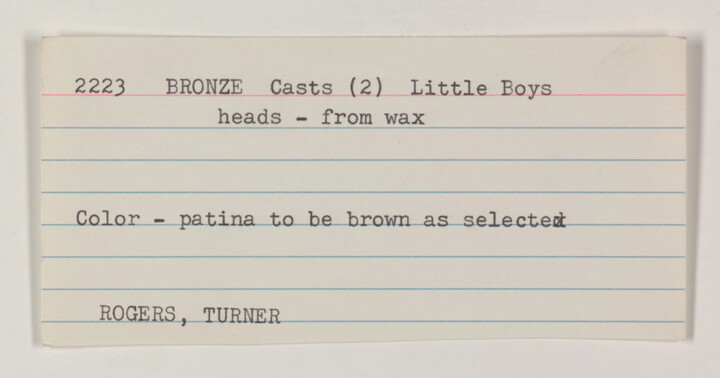 2223 BRONZE Casts (2) Little Boys
heads - from wax
Color - patina to be brown as selected
ROGERS, TURNER